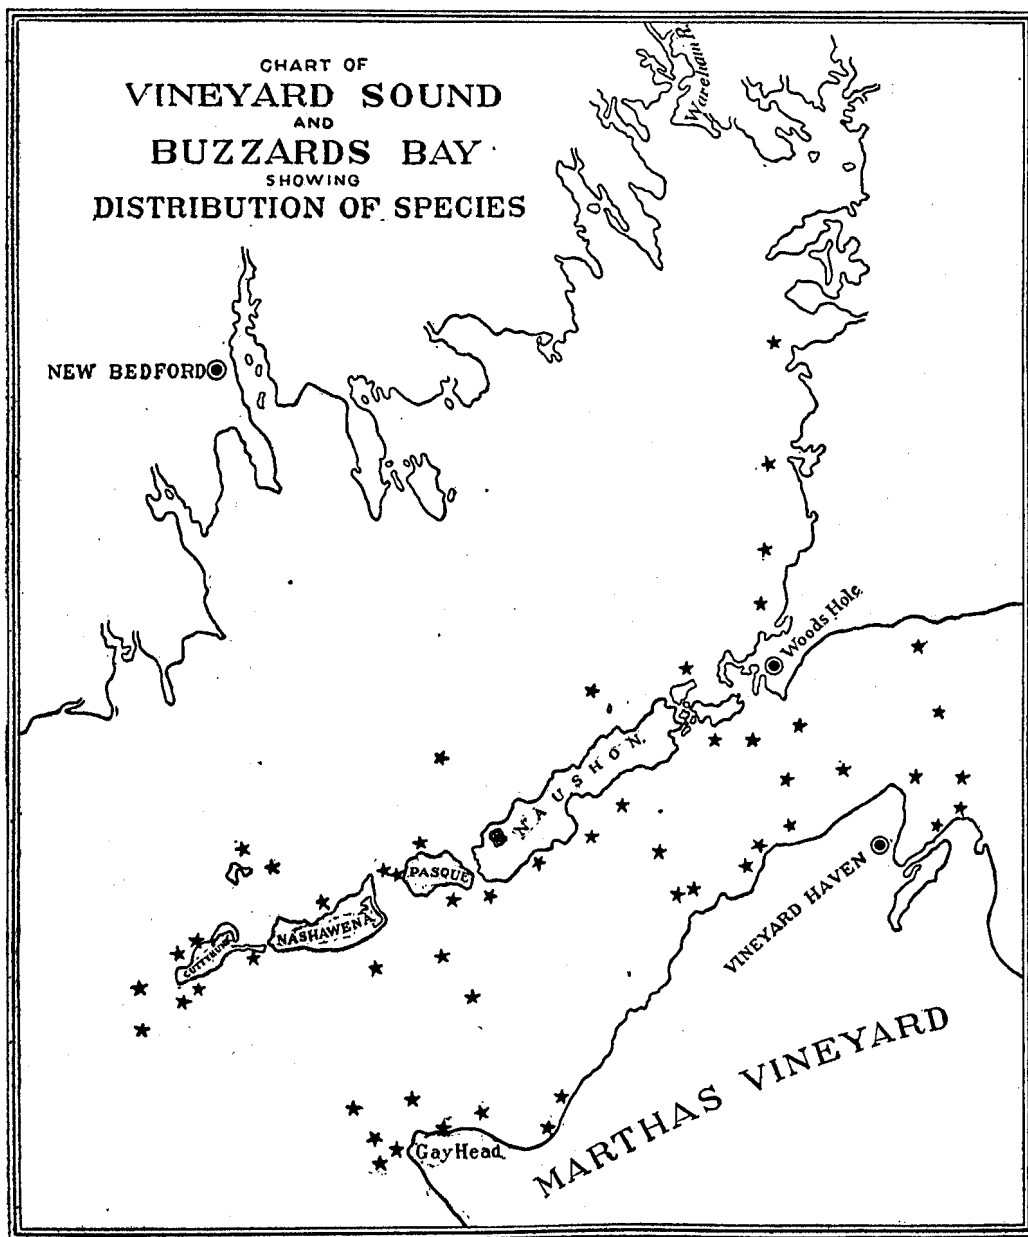 CHART OF
VINEYARD SOUND
AND
BUZZARDS BAY
SHOWING
DISTRIBUTION OF SPECIES
Wareham R.
NEW BEDFORD
Woods Hole
NAUSHON
PASQUE
NASHAWENA
CUTTYHUNK
VINEYARD HAVEN
MARTHAS VINEYARD
Gay Head